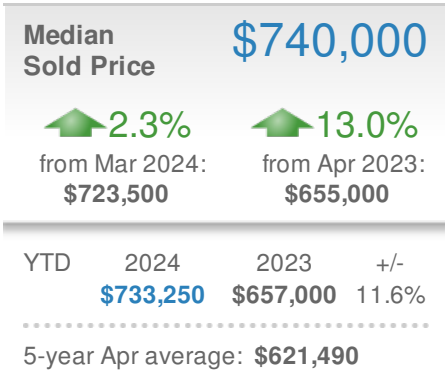 Median $740,000
Sold Price
2.3% 13.0%
from Mar 2024: from Apr 2023:
$723,500 $655,000
YTD 2024 2023 +/-
$733,250 $657,000 11.6%
5-year Apr average: $621,490